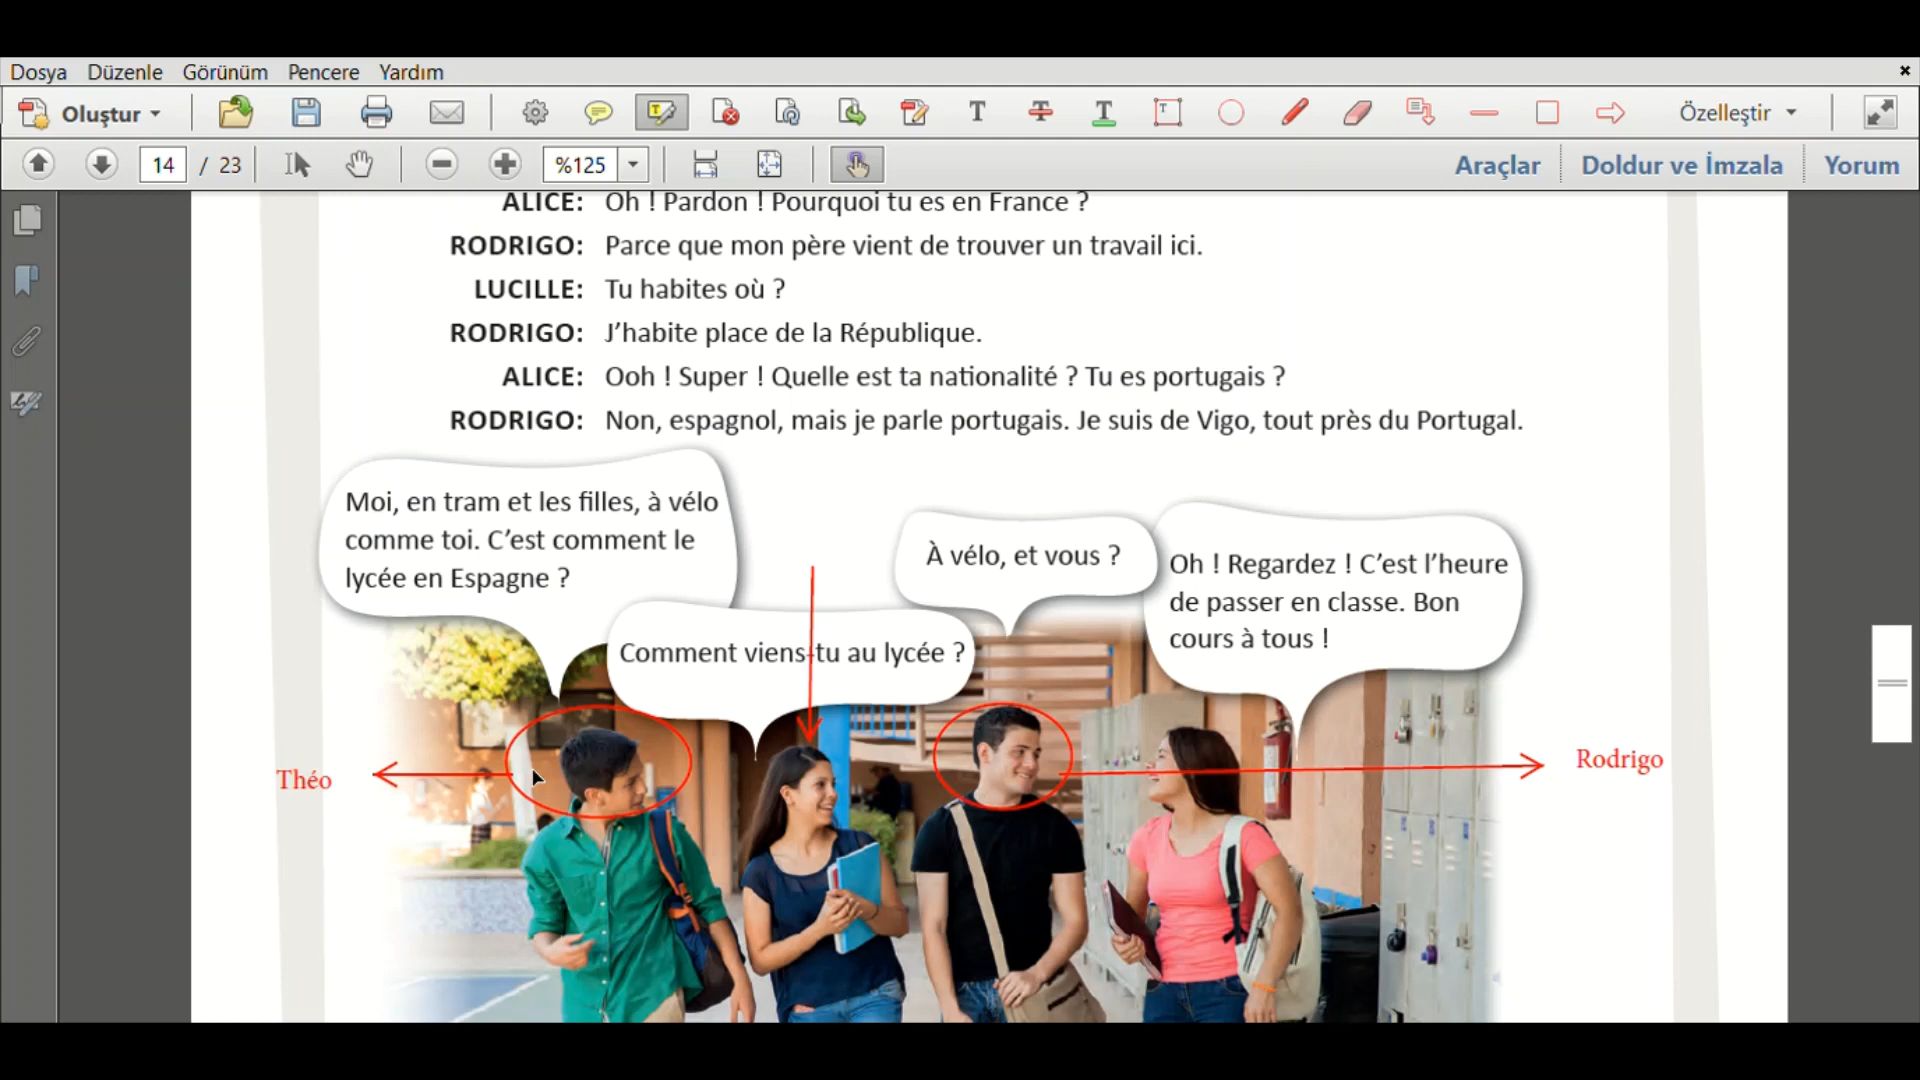 Dosya Düzenle Görünüm Pencere Yardım
Oluştur Özelleştir
14 / 23 %125 Araçlar Doldur ve İmzala Yorum
ALICE: Oh ! Pardon ! Pourquoi tu es en France ?
RODRIGO: Parce que mon père vient de trouver un travail ici.
LUCILLE: Tu habites où ?
RODRIGO: J’habite place de la République.
ALICE: Ooh ! Super ! Quelle est ta nationalité ? Tu es portugais ?
RODRIGO: Non, espagnol, mais je parle portugais. Je suis de Vigo, tout près du Portugal.
Moi, en tram et les filles, à vélo
comme toi. C’est comment le
lycée en Espagne ?
Comment viens-tu au lycée ?
À vélo, et vous ?
Oh ! Regardez ! C’est l’heure
de passer en classe. Bon
cours à tous !
Théo
Rodrigo